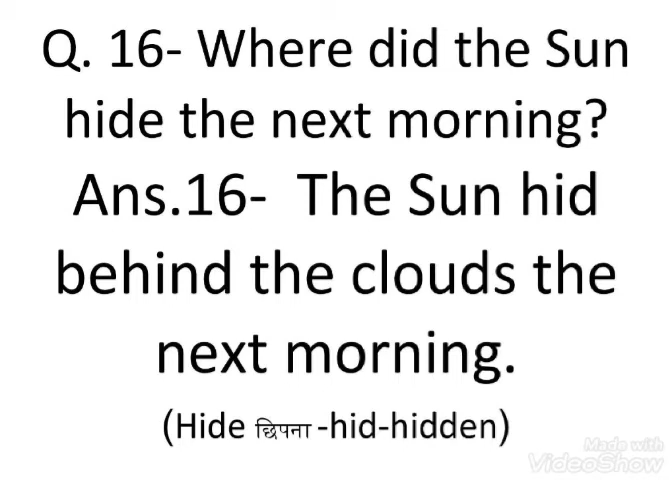 Q. 16- Where did the Sun
hide the next morning?
Ans.16-  The Sun hid
behind the clouds the
next morning.
(Hide छिपना -hid-hidden)
Made with
VideoShow